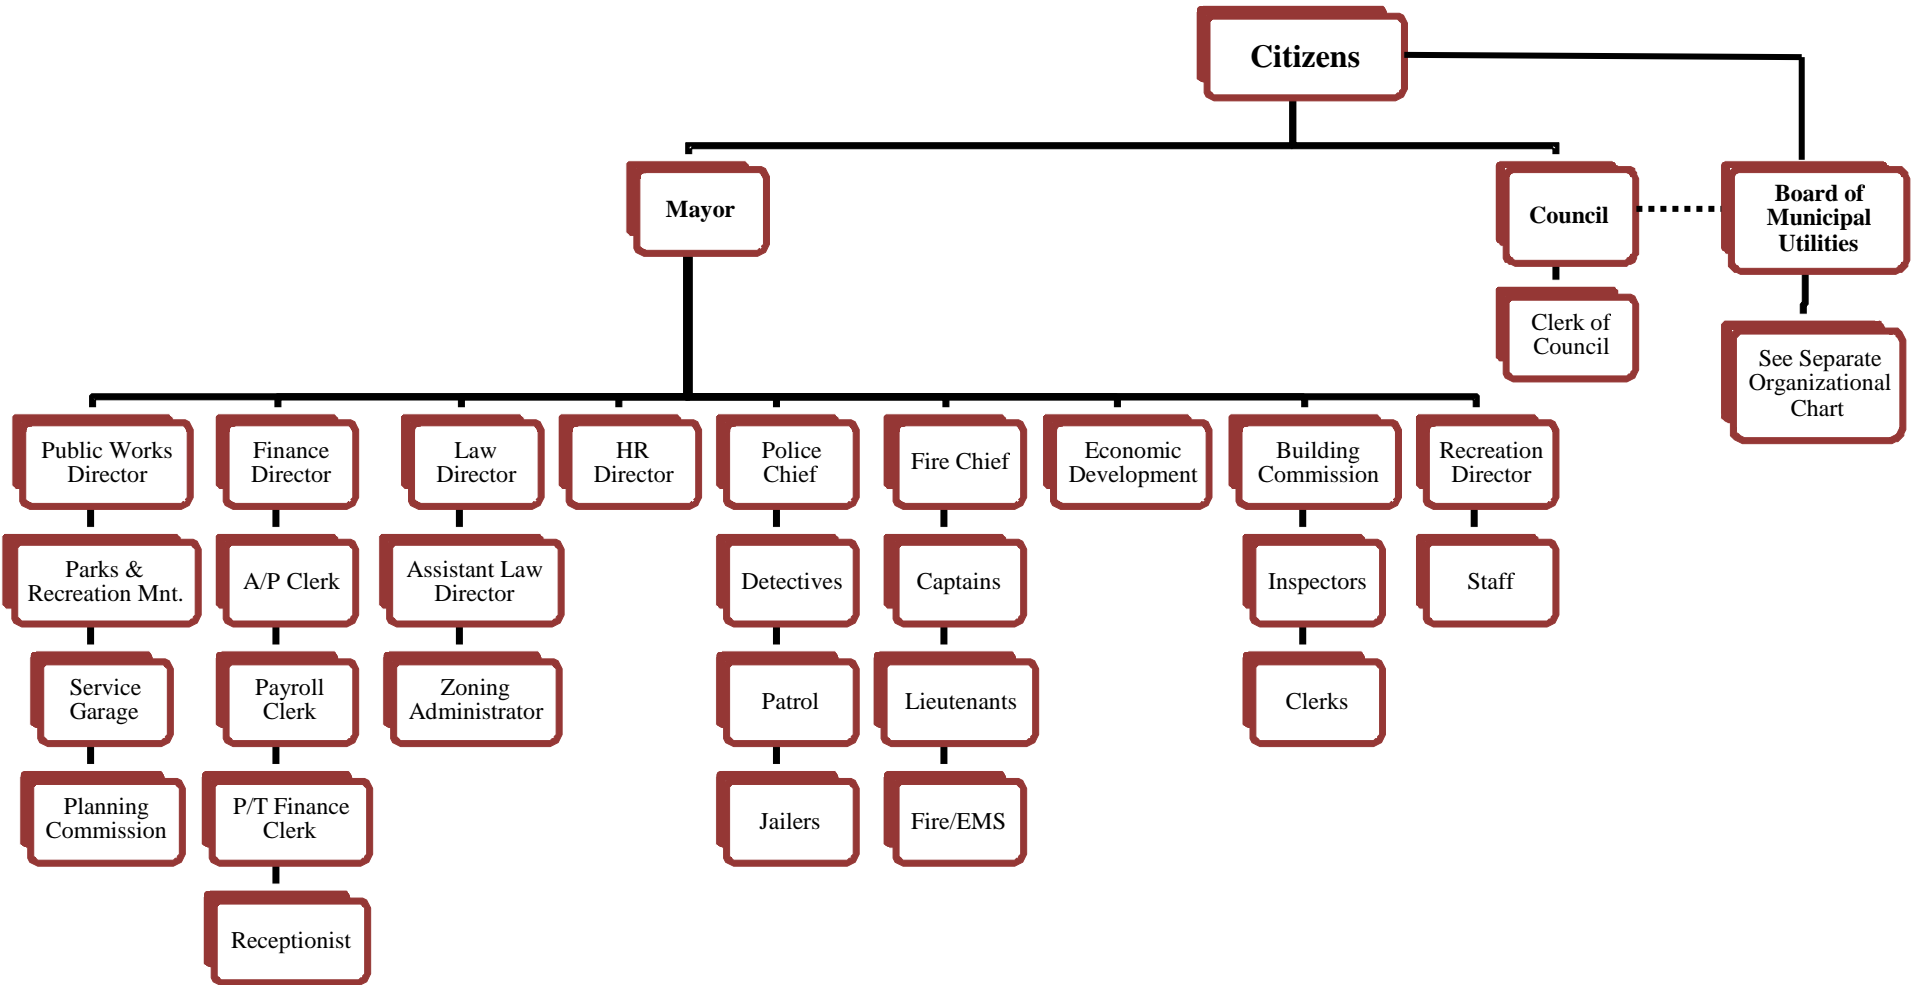 Citizens
Mayor
Council
Board of
Municipal
Utilities
Clerk of
Council
See Separate
Organizational
Chart
Public Works
Director
Finance
Director
Law
Director
HR
Director
Police
Chief
Fire Chief
Economic
Development
Building
Commission
Recreation
Director
Parks &
Recreation Mnt.
A/P Clerk
Assistant Law
Director
Detectives
Captains
Inspectors
Staff
Service
Garage
Payroll
Clerk
Zoning
Administrator
Patrol
Lieutenants
Clerks
Planning
Commission
P/T Finance
Clerk
Jailers
Fire/EMS
Receptionist